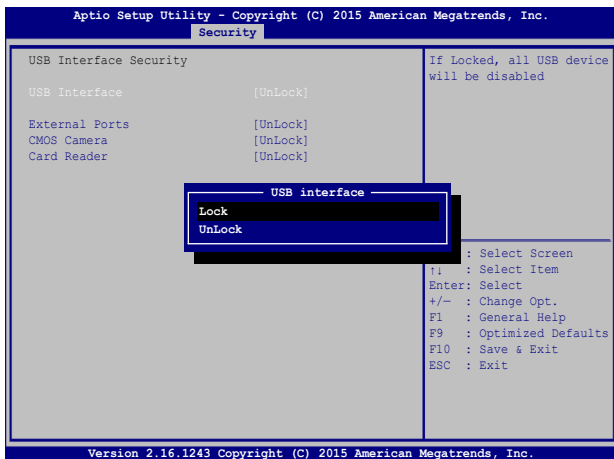 Aptio Setup Utility - Copyright (C) 2015 American Megatrends, Inc.
Security
USB Interface Security
USB Interface [UnLock]
External Ports [UnLock]
CMOS Camera [UnLock]
Card Reader [UnLock]
USB interface
Lock
UnLock
If Locked, all USB device
will be disabled
: Select Screen
↑↓ : Select Item
Enter: Select
+/— : Change Opt.
F1 : General Help
F9 : Optimized Defaults
F10 : Save & Exit
ESC : Exit
Version 2.16.1243 Copyright (C) 2015 American Megatrends, Inc.